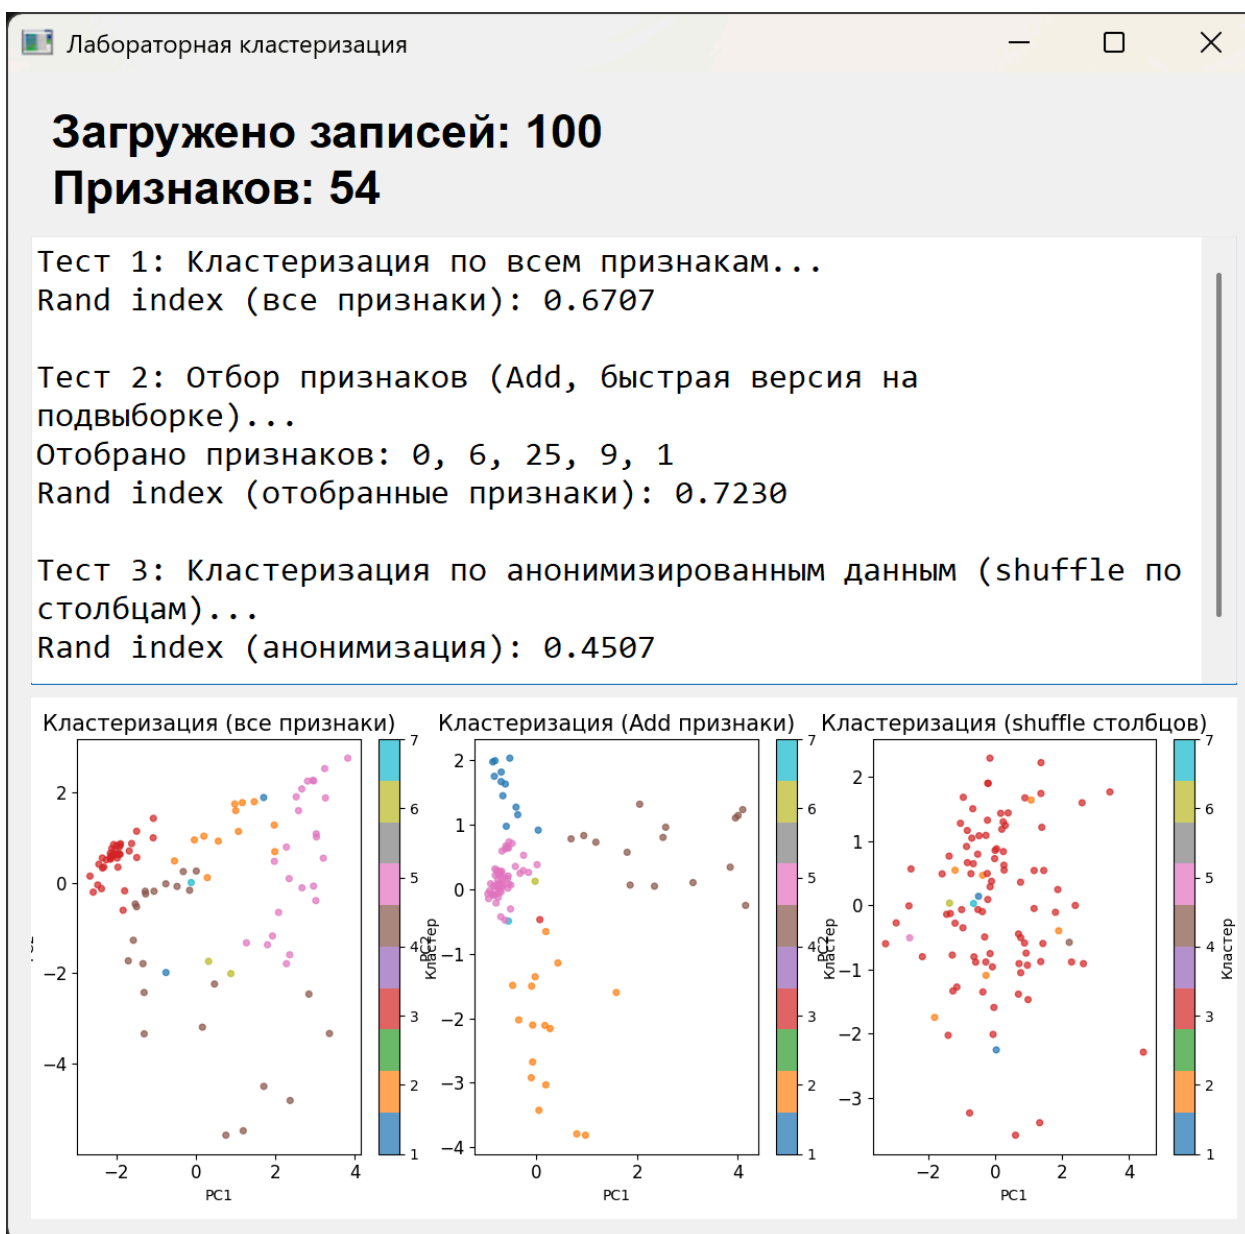 Лабораторная кластеризация
Загружено записей: 100
Признаков: 54
Тест 1: Кластеризация по всем признакам...
Rand index (все признаки): 0.6707
Тест 2: Отбор признаков (Add, быстрая версия на
подвыборке)...
Отобрано признаков: 0, 6, 25, 9, 1
Rand index (отобранные признаки): 0.7230
Тест 3: Кластеризация по анонимизированным данным (shuffle по
столбцам)...
Rand index (анонимизация): 0.4507
Кластеризация (все признаки)
2
0
−2
−4
−2 0 2 4
PC1
7
6
5
4
3
2
1
Кластер
Кластеризация (Add признаки)
PC2
2
1
0
−1
−2
−3
−4
0 2 4
PC1
7
6
5
4
3
2
1
Кластер
Кластеризация (shuffle столбцов)
PC2
2
1
0
−1
−2
−3
−2 0 2 4
PC1
7
6
5
4
3
2
1
Кластер